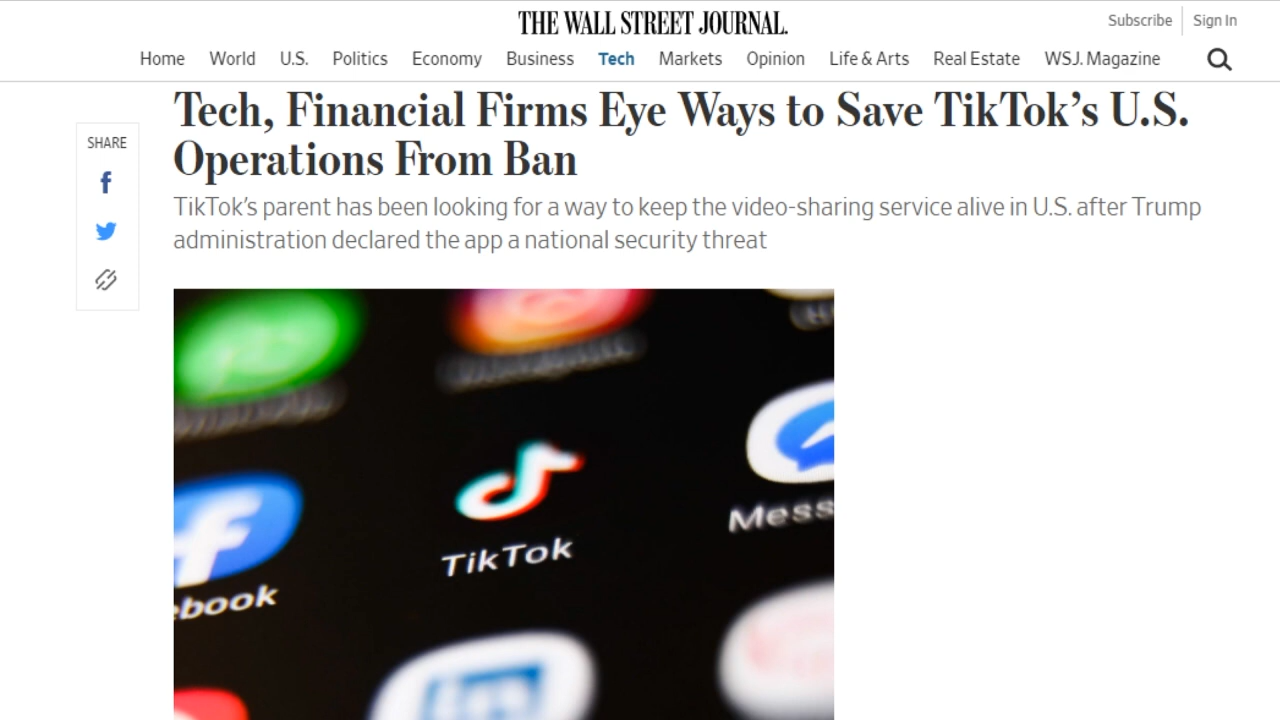 THE WALL STREET JOURNAL.
Subscribe Sign In
Home World U.S. Politics Economy Business Tech Markets Opinion Life & Arts Real Estate WSJ. Magazine
Tech, Financial Firms Eye Ways to Save TikTok’s U.S.
Operations From Ban
SHARE
TikTok’s parent has been looking for a way to keep the video-sharing service alive in U.S. after Trump
administration declared the app a national security threat
Mess
TikTok
ebook